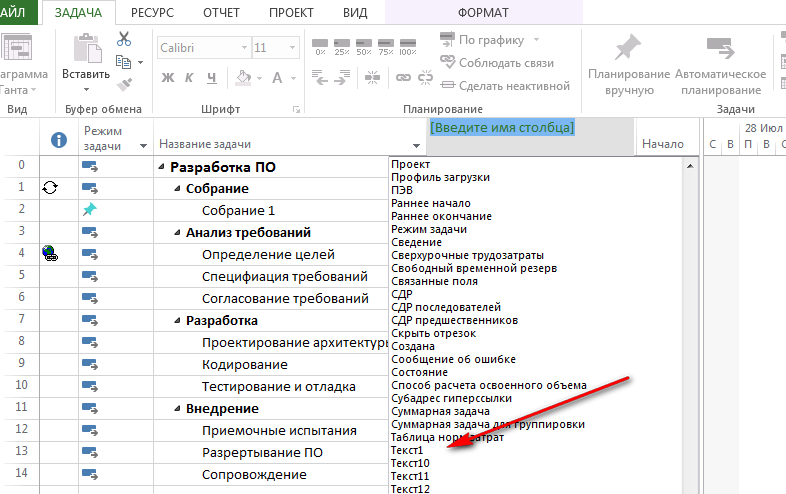 АЙЛ ЗАДАЧА РЕСУРС ОТЧЕТ ПРОЕКТ ВИД ФОРМАТ
Calibri 11
По графику
Соблюдать связи
Сделать неактивной
0% 25% 50% 75% 100%
Ж К Ч А
аграмма
Ганта
Вставить
Планирование
вручную
Автоматическое
планирование
Вид Буфер обмена Шрифт Планирование Задачи
Режим
задачи
Название задачи
[Введите имя столбца]
Начало
28 Июл
С В П В С
0 Разработка ПО
1 Собрание
2 Собрание 1
3 Анализ требований
4 Определение целей
5 Специфиация требований
6 Согласование требований
7 Разработка
8 Проектирование архитектуры
9 Кодирование
10 Тестирование и отладка
11 Внедрение
12 Приемочные испытания
13 Разрертывание ПО
14 Сопровождение
Проект
Профиль загрузки
ПЭВ
Раннее начало
Раннее окончание
Режим задачи
Сведение
Сверхурочные трудозатраты
Свободный временной резерв
Связанные поля
СДР
СДР последователей
СДР предшественников
Скрыть отрезок
Создана
Сообщение об ошибке
Состояние
Способ расчета освоенного объема
Субадрес гиперссылки
Суммарная задача
Суммарная задача для группировки
Таблица норм затрат
Текст1
Текст10
Текст11
Текст12